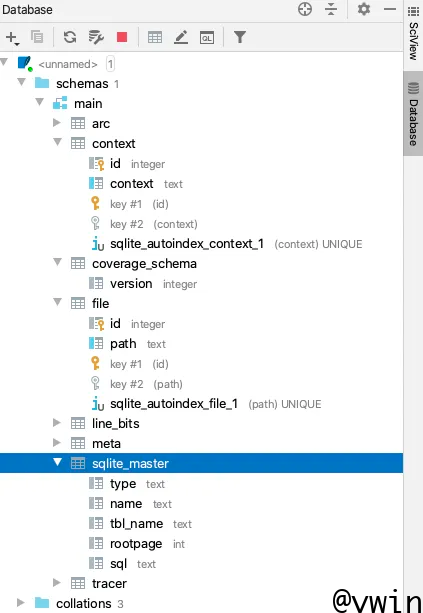 Database
<unnamed> 1
schemas 1
main
arc
context
id integer
context text
key #1 (id)
key #2 (context)
sqlite_autoindex_context_1 (context) UNIQUE
coverage_schema
version integer
file
id integer
path text
key #1 (id)
key #2 (path)
sqlite_autoindex_file_1 (path) UNIQUE
line_bits
meta
sqlite_master
type text
name text
tbl_name text
rootpage int
sql text
tracer
collations 3
SciView
Database
@vwin